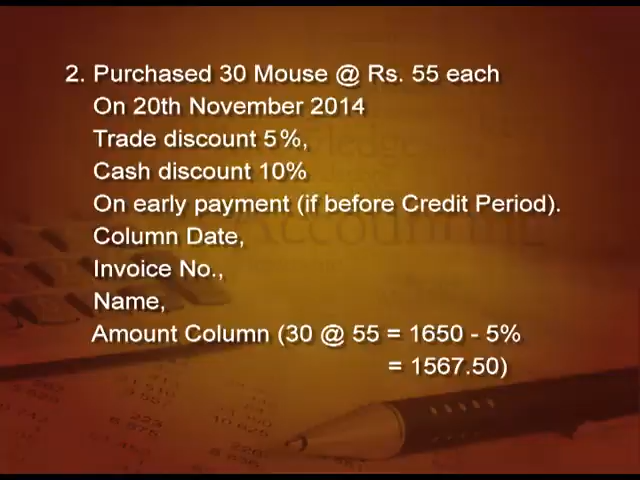 2. Purchased 30 Mouse @ Rs. 55 each
On 20th November 2014
Trade discount 5%,
Cash discount 10%
On early payment (if before Credit Period).
Column Date,
Invoice No.,
Name,
Amount Column (30 @ 55 = 1650 - 5%
= 1567.50)